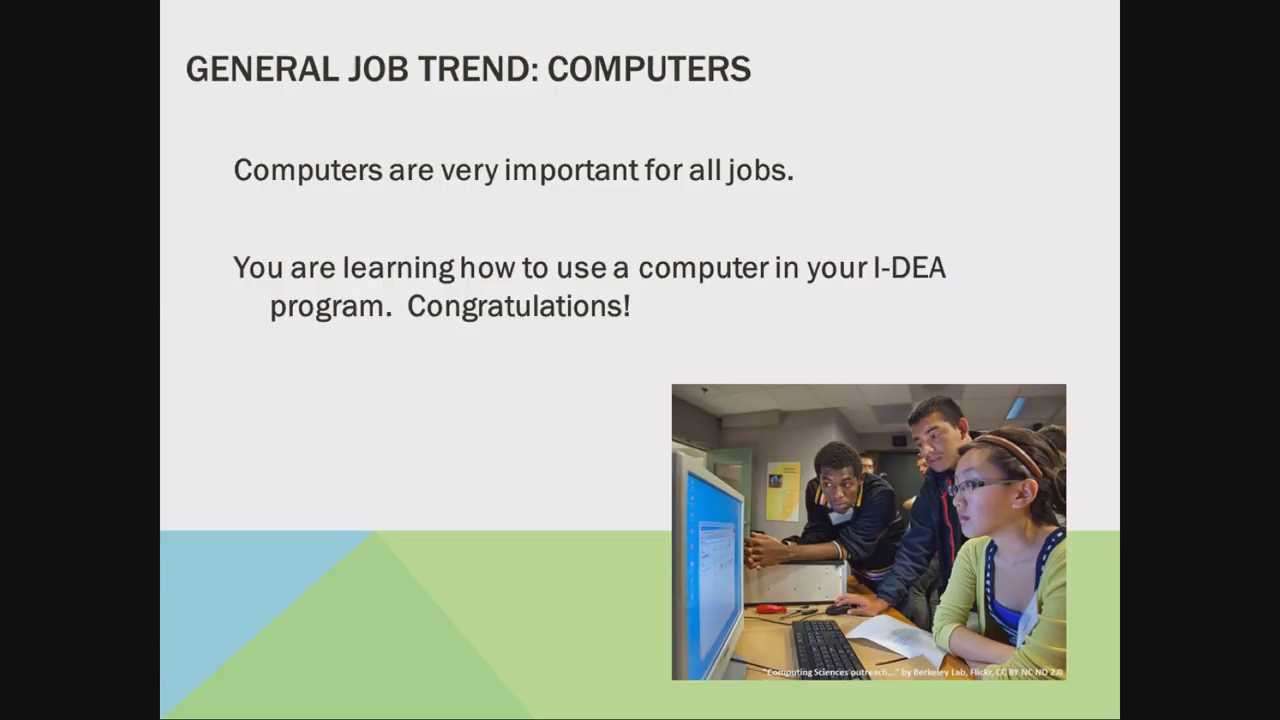 GENERAL JOB TREND: COMPUTERS
Computers are very important for all jobs.
You are learning how to use a computer in your I-DEA
program.  Congratulations!
"Computing Sciences outreach..." by Berkeley Lab, Flickr, CC BY NC ND 2.0